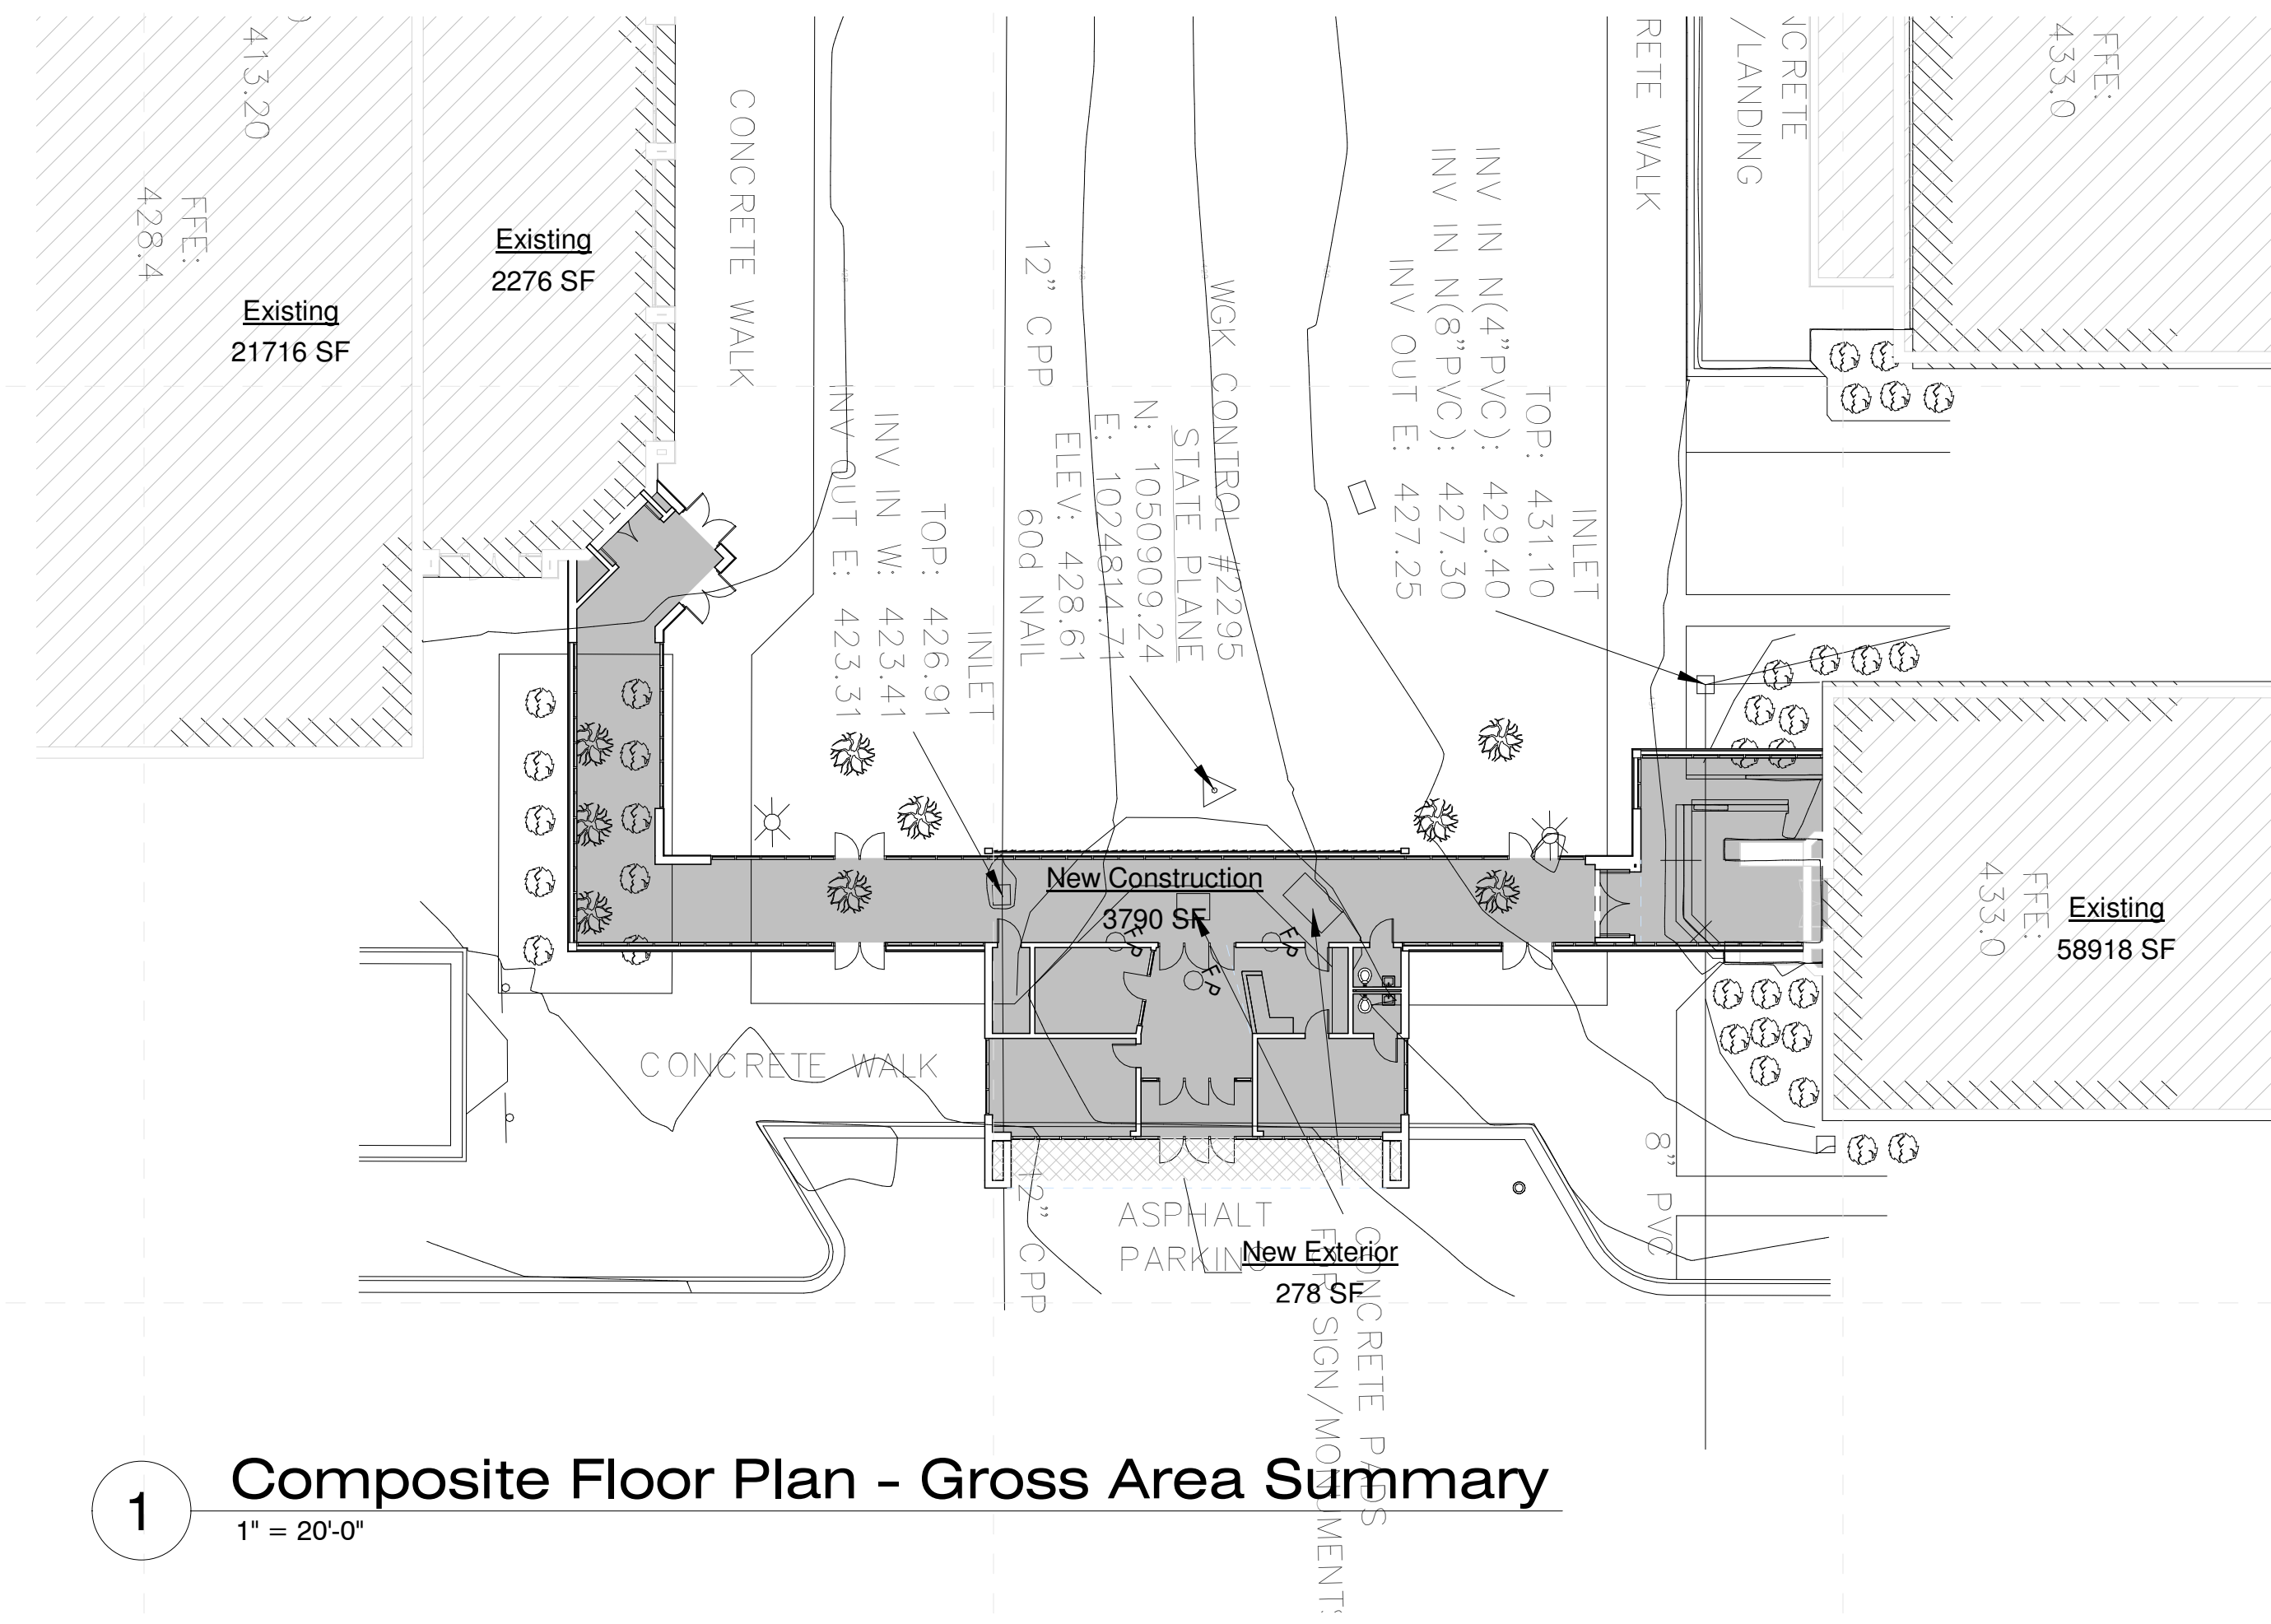 413.20
FFE:
428.4
Existing
21716 SF
Existing
2276 SF
CONCRETE WALK
12" CPP
WGK CONTROL #2295
STATE PLANE
N: 1050909.24
E: 1024814.71
ELEV: 428.61
60d NAIL
INLET
TOP: 426.91
INV IN W: 423.41
INV OUT E: 423.31
INLET
TOP: 431.10
INV IN N(4"PVC): 429.40
INV IN N(8"PVC): 427.30
INV OUT E: 427.25
RETE WALK
NCRETE
/LANDING
FFE:
433.0
New Construction
3790 SF
FP
FP
FP
FFE:
433.0
Existing
58918 SF
CONCRETE WALK
12" CPP
ASPHALT
PARKING
New Exterior
278 SF
CONCRETE PADS
FOR SIGN/MONUMENTS
8" PVC
1
Composite Floor Plan - Gross Area Summary
1" = 20'-0"